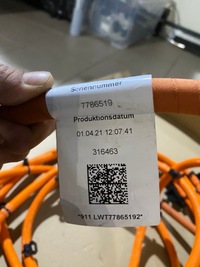 Seriennummer
7786519
Produktionsdatum
01.04.21 12:07:41
316463
"911 LWT77865192"